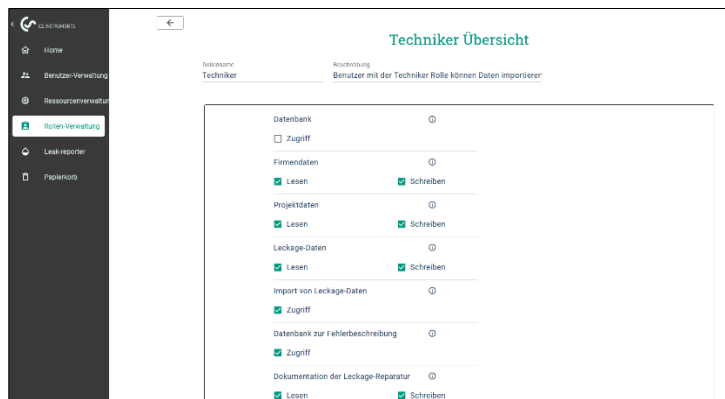 CS INSTRUMENTS
Home
Benutzer-Verwaltung
Ressourcenverwaltun
Rollen-Verwaltung
Leak-reporter
Papierkorb
Techniker Übersicht
Rollenname
Beschreibung
Techniker
Benutzer mit der Techniker Rolle können Daten importieren
Datenbank
Zugriff
Firmendaten
Lesen Schreiben
Projektdaten
Lesen Schreiben
Leckage-Daten
Lesen Schreiben
Import von Leckage-Daten
Zugriff
Datenbank zur Fehlerbeschreibung
Zugriff
Dokumentation der Leckage-Reparatur
Lesen Schreiben